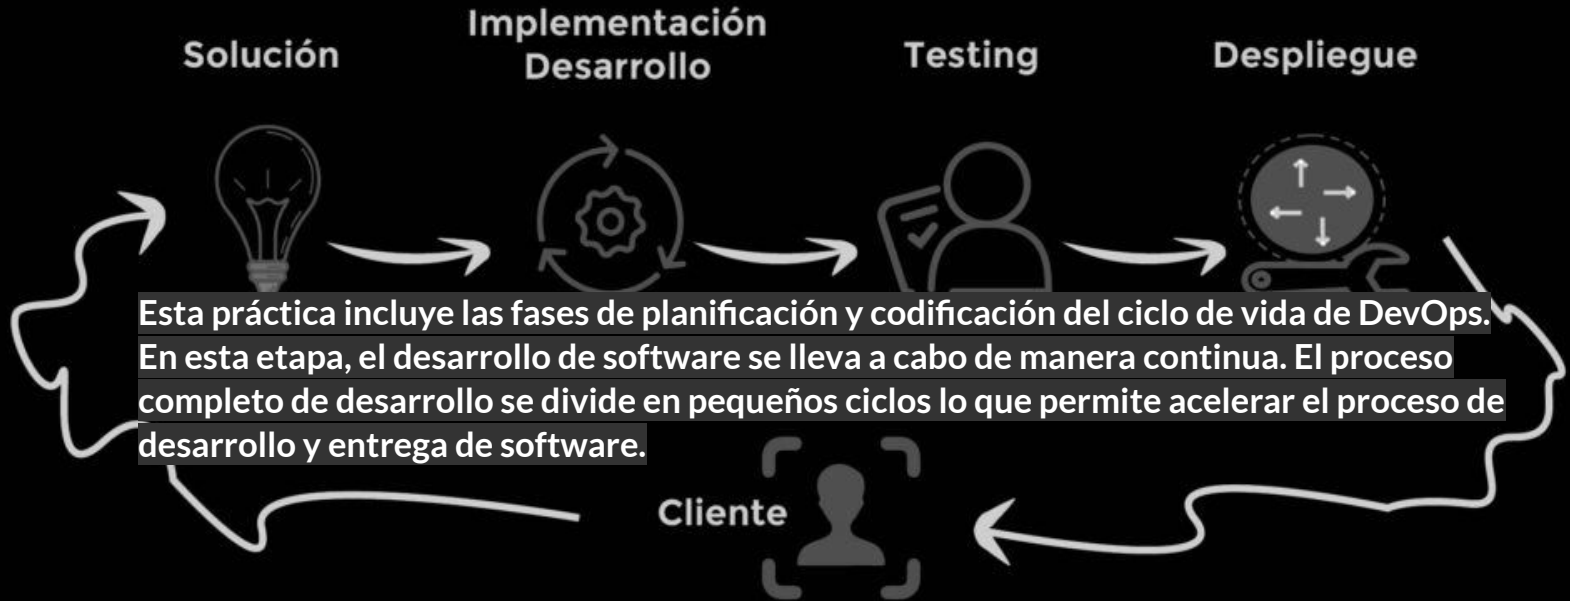 Solución
Implementación
Desarrollo
Testing
Despliegue
Esta práctica incluye las fases de planificación y codificación del ciclo de vida de DevOps.
En esta etapa, el desarrollo de software se lleva a cabo de manera continua. El proceso
completo de desarrollo se divide en pequeños ciclos lo que permite acelerar el proceso de
desarrollo y entrega de software.
Cliente